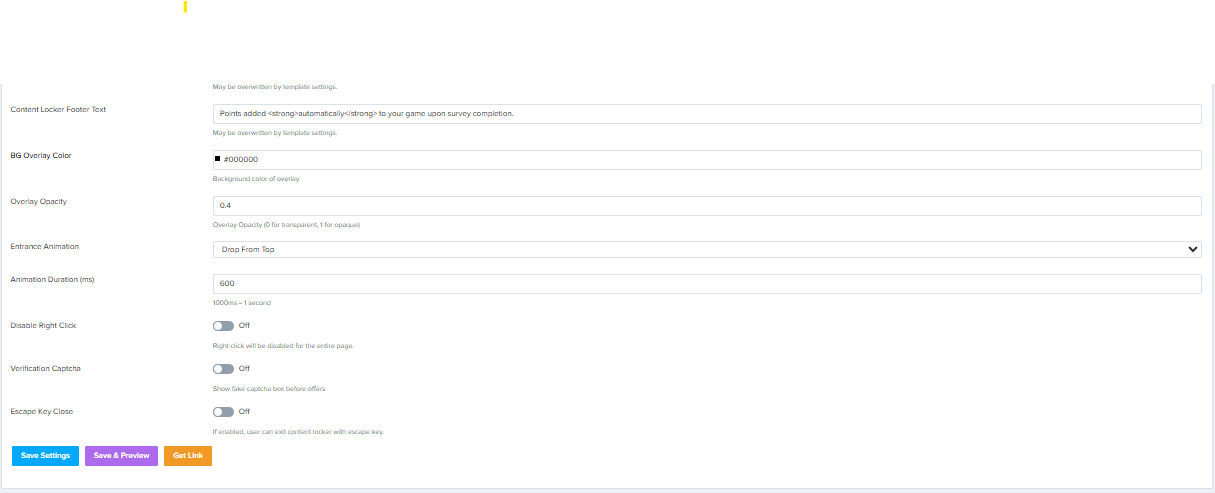 May be overwritten by template settings.
Content Locker Footer Text
Points added <strong>automatically</strong> to your game upon survey completion.
May be overwritten by template settings.
BG Overlay Color
#000000
Background color of overlay
Overlay Opacity
0.4
Overlay Opacity (0 for transparent, 1 for opaque)
Entrance Animation
Drop From Top
Animation Duration (ms)
600
1000ms = 1 second
Disable Right Click
Off
Right click will be disabled for the entire page.
Verification Captcha
Off
Show fake captcha box before offers
Escape Key Close
Off
If enabled, user can exit content locker with escape key.
Save Settings
Save & Preview
Get Link